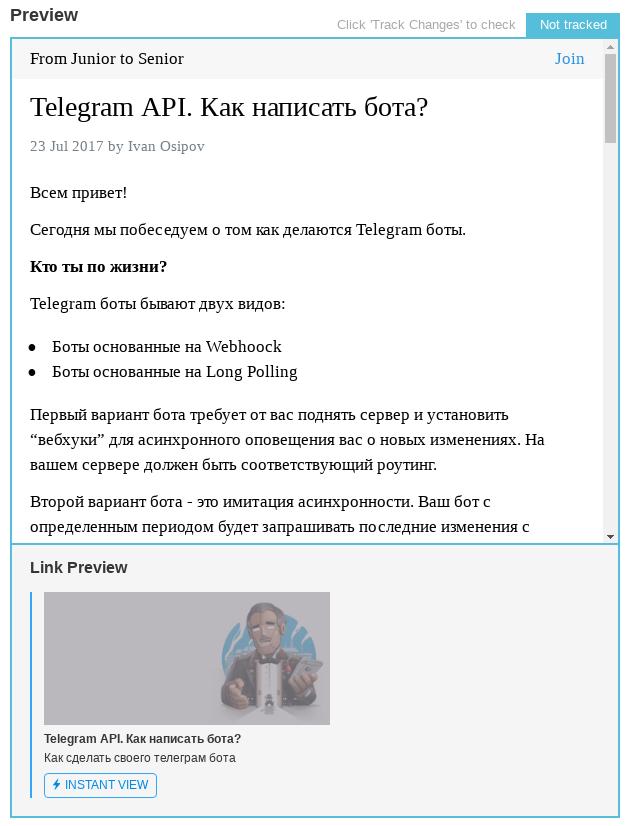 Preview
Click 'Track Changes' to check
Not tracked
From Junior to Senior
Join
Telegram API. Как написать бота?
23 Jul 2017 by Ivan Osipov
Всем привет!
Сегодня мы побеседуем о том как делаются Telegram боты.
Кто ты по жизни?
Telegram боты бывают двух видов:
● Боты основанные на Webhoock
● Боты основанные на Long Polling
Первый вариант бота требует от вас поднять сервер и установить
“вебхуки” для асинхронного оповещения вас о новых изменениях. На
вашем сервере должен быть соответствующий роутинг.
Второй вариант бота - это имитация асинхронности. Ваш бот с
определенным периодом будет запрашивать последние изменения с
Link Preview
Telegram API. Как написать бота?
Как сделать своего телеграм бота
INSTANT VIEW